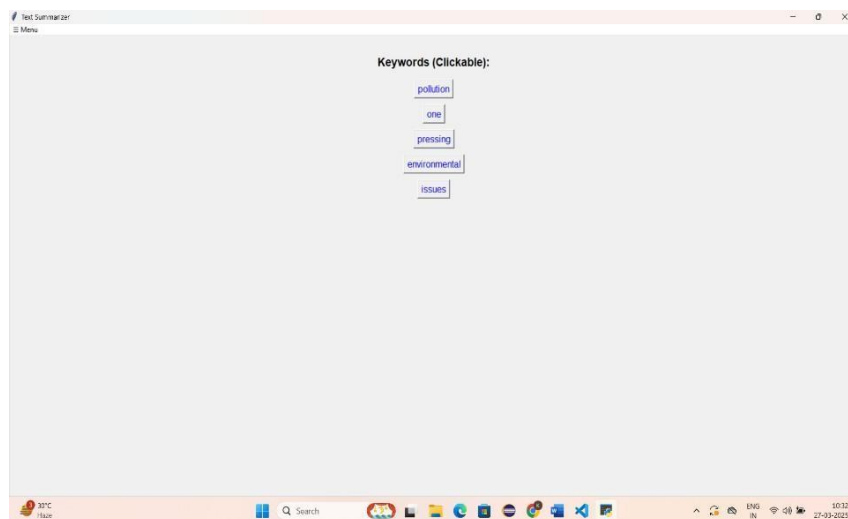 Text Summarizer
☰ Menu
Keywords (Clickable):
pollution
one
pressing
environmental
issues
30°C
Haze
Search
ENG
IN
10:32
27-03-2025